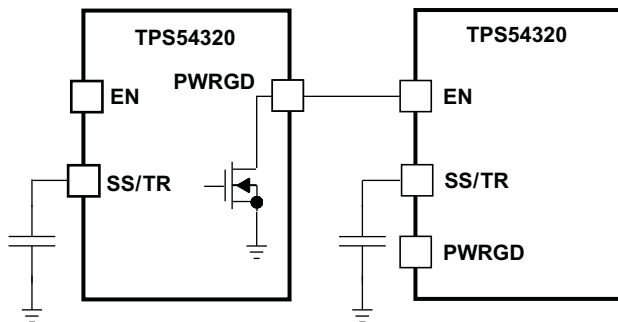 TPS54320
PWRGD
EN
SS/TR
TPS54320
EN
SS/TR
PWRGD